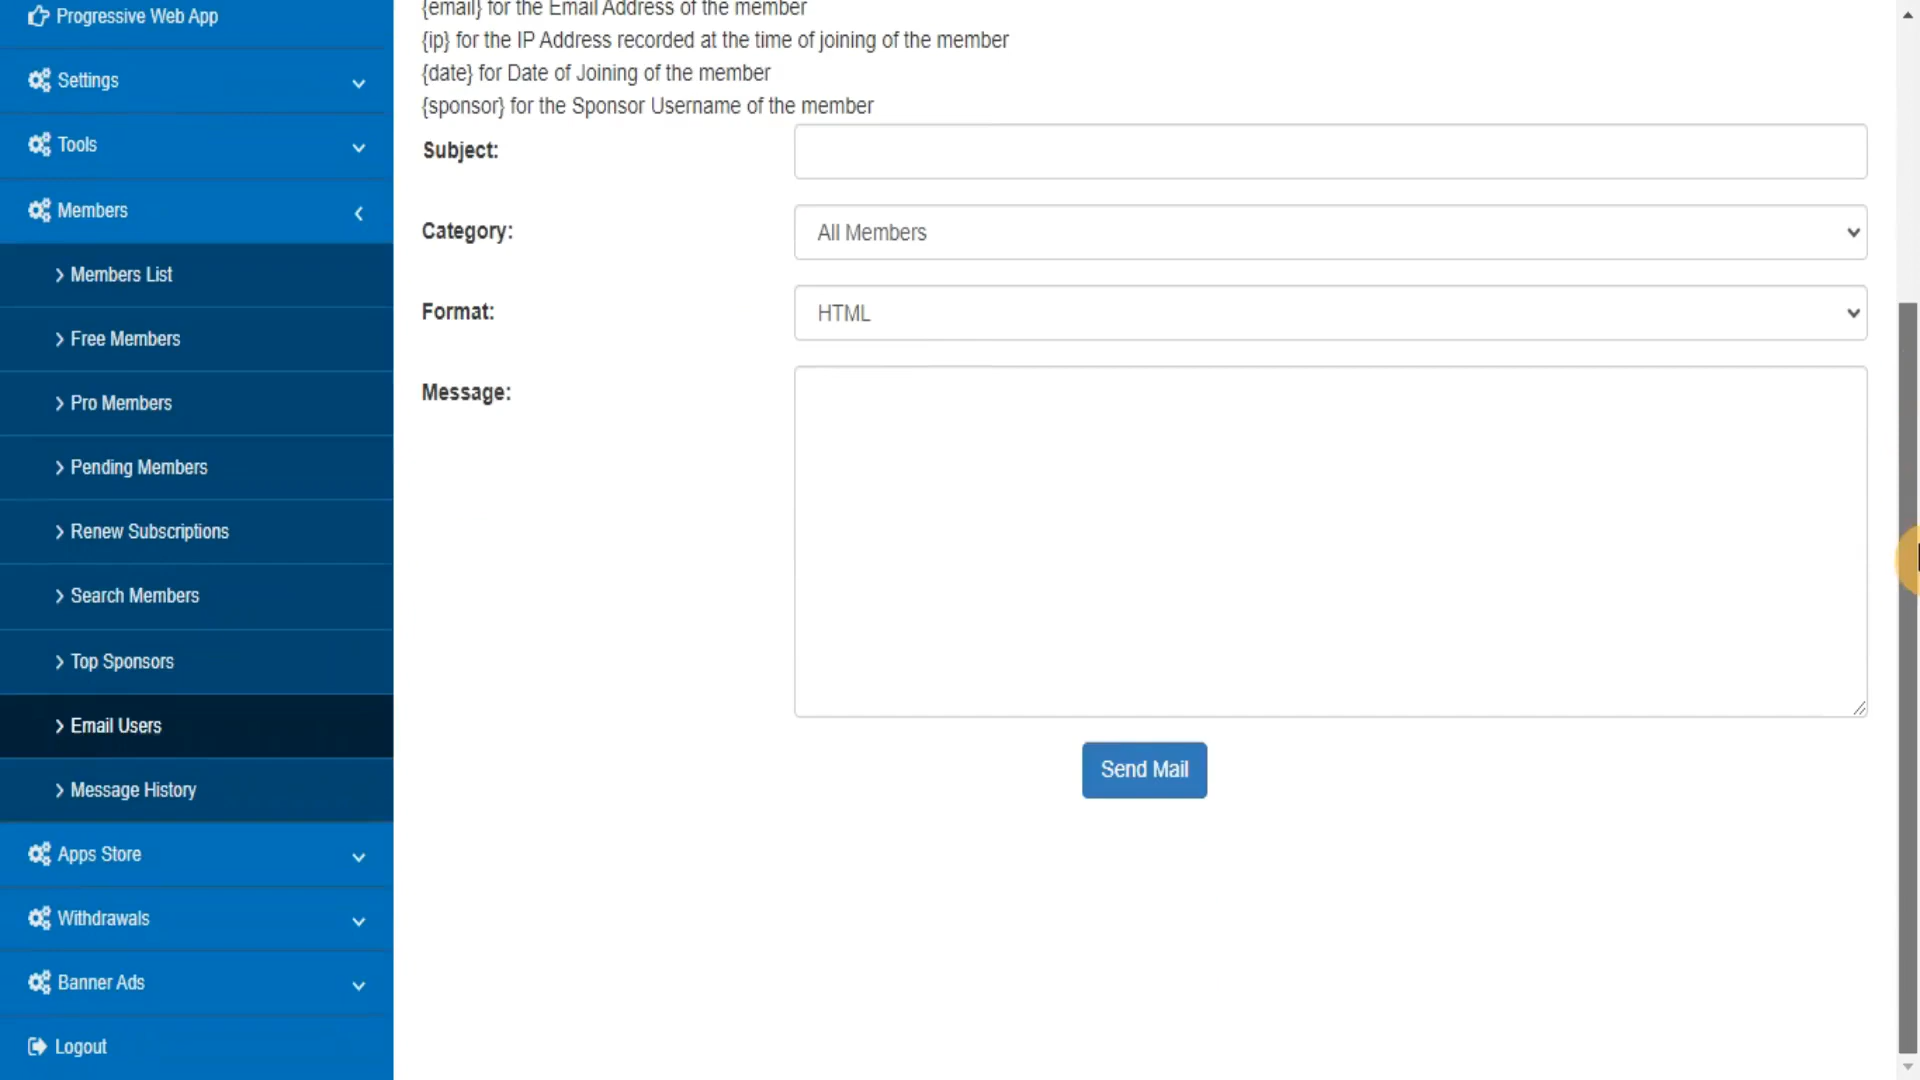 Progressive Web App
Settings
Tools
Members
Members List
Free Members
Pro Members
Pending Members
Renew Subscriptions
Search Members
Top Sponsors
Email Users
Message History
Apps Store
Withdrawals
Banner Ads
Logout
{email} for the Email Address of the member
{ip} for the IP Address recorded at the time of joining of the member
{date} for Date of Joining of the member
{sponsor} for the Sponsor Username of the member
Subject:
Category:
All Members
Format:
HTML
Message:
Send Mail